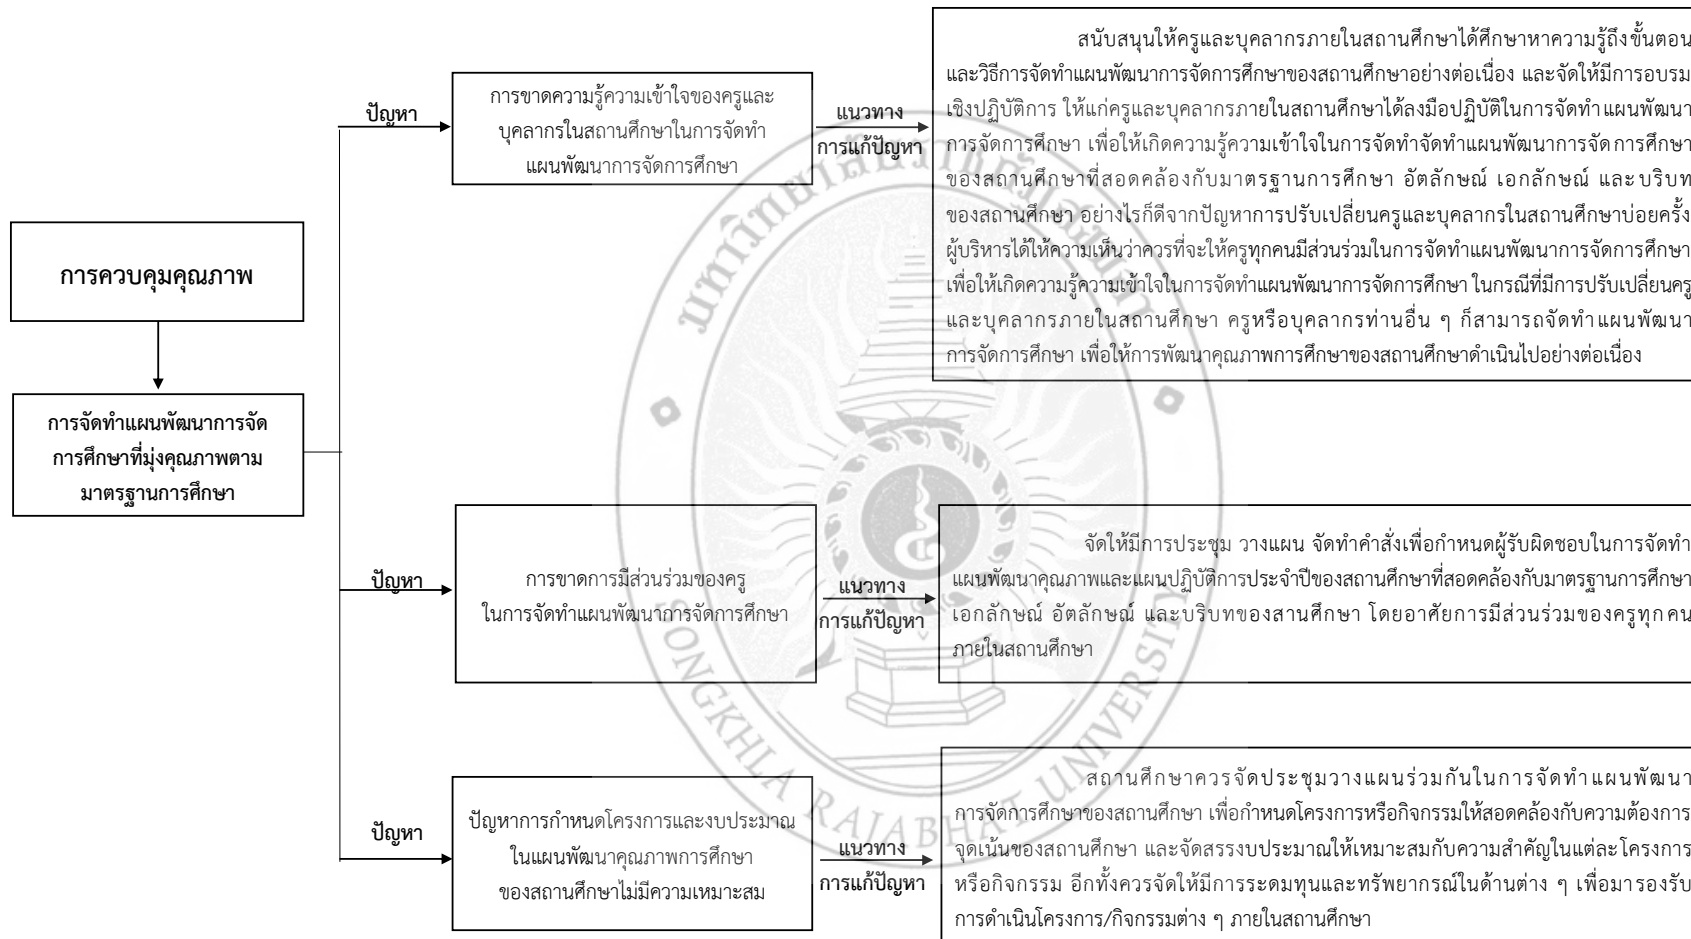 การควบคุมคุณภาพ
การจัดทำแผนพัฒนาการจัด
การศึกษาที่มุ่งคุณภาพตาม
มาตรฐานการศึกษา
ปัญหา
การขาดความรู้ความเข้าใจของครูและ
บุคลากรในสถานศึกษาในการจัดทำ
แผนพัฒนาการจัดการศึกษา
แนวทาง
การแก้ปัญหา
สนับสนุนให้ครูและบุคลากรภายในสถานศึกษาได้ศึกษาหาความรู้ถึงขั้นตอน
และวิธีการจัดทำแผนพัฒนาการจัดการศึกษาของสถานศึกษาอย่างต่อเนื่อง และจัดให้มีการอบรม
เชิงปฏิบัติการ ให้แก่ครูและบุคลากรภายในสถานศึกษาได้ลงมือปฏิบัติในการจัดทำแผนพัฒนา
การจัดการศึกษา เพื่อให้เกิดความรู้ความเข้าใจในการจัดทำจัดทำแผนพัฒนาการจัดการศึกษา
ของสถานศึกษาที่สอดคล้องกับมาตรฐานการศึกษา อัตลักษณ์ เอกลักษณ์ และบริบท
ของสถานศึกษา อย่างไรก็ดีจากปัญหาการปรับเปลี่ยนครูและบุคลากรในสถานศึกษาบ่อยครั้ง
ผู้บริหารได้ให้ความเห็นว่าควรที่จะให้ครูทุกคนมีส่วนร่วมในการจัดทำแผนพัฒนาการจัดการศึกษา
เพื่อให้เกิดความรู้ความเข้าใจในการจัดทำแผนพัฒนาการจัดการศึกษา ในกรณีที่มีการปรับเปลี่ยนครู
และบุคลากรภายในสถานศึกษา ครูหรือบุคลากรท่านอื่น ๆ ก็สามารถจัดทำแผนพัฒนา
การจัดการศึกษา เพื่อให้การพัฒนาคุณภาพการศึกษาของสถานศึกษาดำเนินไปอย่างต่อเนื่อง
ปัญหา
การขาดการมีส่วนร่วมของครู
ในการจัดทำแผนพัฒนาการจัดการศึกษา
แนวทาง
การแก้ปัญหา
จัดให้มีการประชุม วางแผน จัดทำคำสั่งเพื่อกำหนดผู้รับผิดชอบในการจัดทำ
แผนพัฒนาคุณภาพและแผนปฏิบัติการประจำปีของสถานศึกษาที่สอดคล้องกับมาตรฐานการศึกษา
เอกลักษณ์ อัตลักษณ์ และบริบทของสานศึกษา โดยอาศัยการมีส่วนร่วมของครูทุกคน
ภายในสถานศึกษา
ปัญหา
ปัญหาการกำหนดโครงการและงบประมาณ
ในแผนพัฒนาคุณภาพการศึกษา
ของสถานศึกษาไม่มีความเหมาะสม
แนวทาง
การแก้ปัญหา
สถานศึกษาควรจัดประชุมวางแผนร่วมกันในการจัดทำแผนพัฒนา
การจัดการศึกษาของสถานศึกษา เพื่อกำหนดโครงการหรือกิจกรรมให้สอดคล้องกับความต้องการ
จุดเน้นของสถานศึกษา และจัดสรรงบประมาณให้เหมาะสมกับความสำคัญในแต่ละโครงการ
หรือกิจกรรม อีกทั้งควรจัดให้มีการระดมทุนและทรัพยากรณ์ในด้านต่าง ๆ เพื่อมารองรับ
การดำเนินโครงการ/กิจกรรมต่าง ๆ ภายในสถานศึกษา
มหาวิทยาลัยราชภัฏสงขลา
SONGKHLA RAJABHAT UNIVERSITY